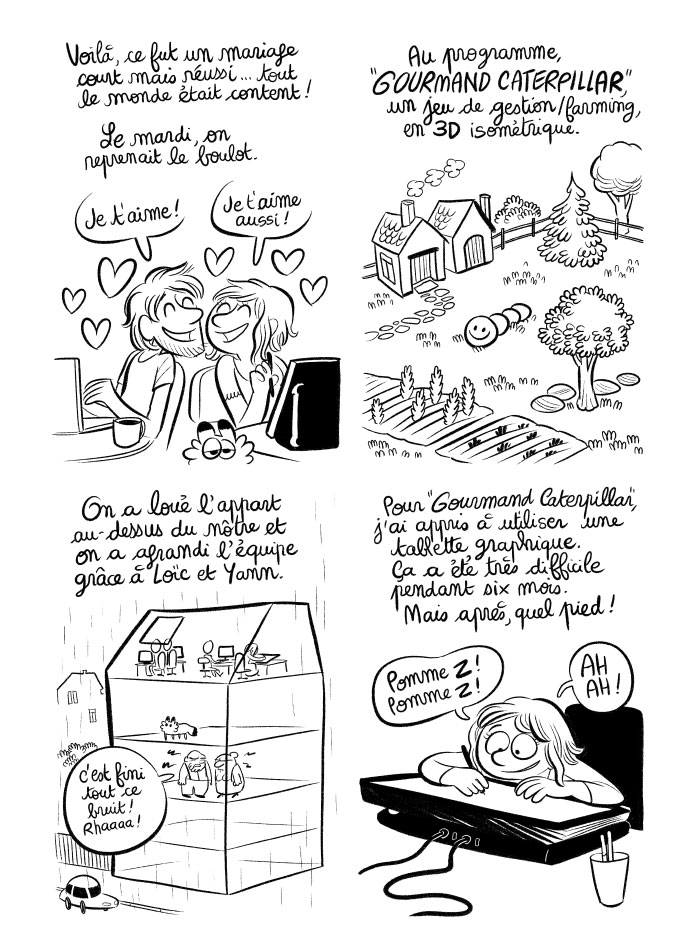 Voilà, ce fut un mariage
court mais réussi... tout
le monde était content !
Le mardi, on
reprenait le boulot.
Je t'aime !
Je t'aime
aussi !
Au programme,
"GOURMAND CATERPILLAR",
un jeu de gestion/farming,
en 3D isométrique.
On a loué l'appart
au-dessus du nôtre et
on a agrandi l'équipe
grâce à Loïc et Yann.
c'est fini
tout ce
bruit !
Rhaaaa !
Pour "Gourmand Caterpillar",
j'ai appris à utiliser une
tablette graphique.
Ça a été très difficile
pendant six mois.
Mais après, quel pied !
Pomme Z !
Pomme Z !
AH
AH !